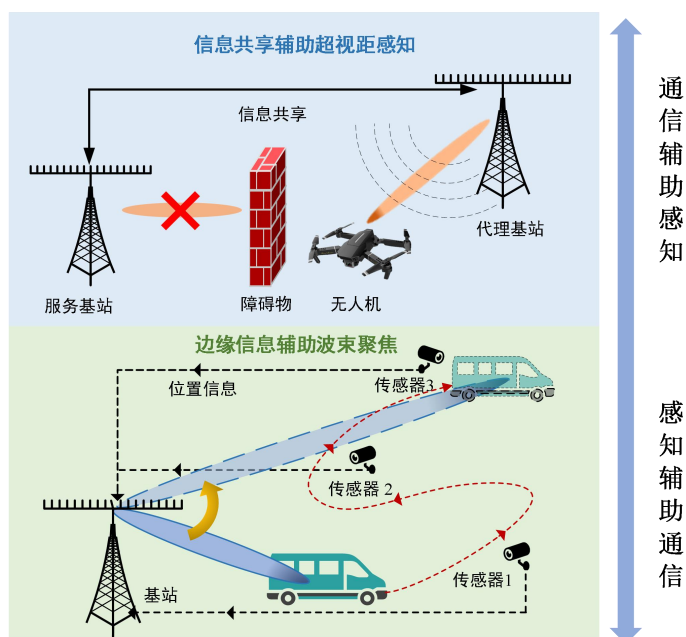 信息共享辅助超视距感知
信息共享
代理基站
服务基站
障碍物
无人机
边缘信息辅助波束聚焦
传感器3
位置信息
传感器 2
传感器1
基站
通信辅助感知
感知辅助通信